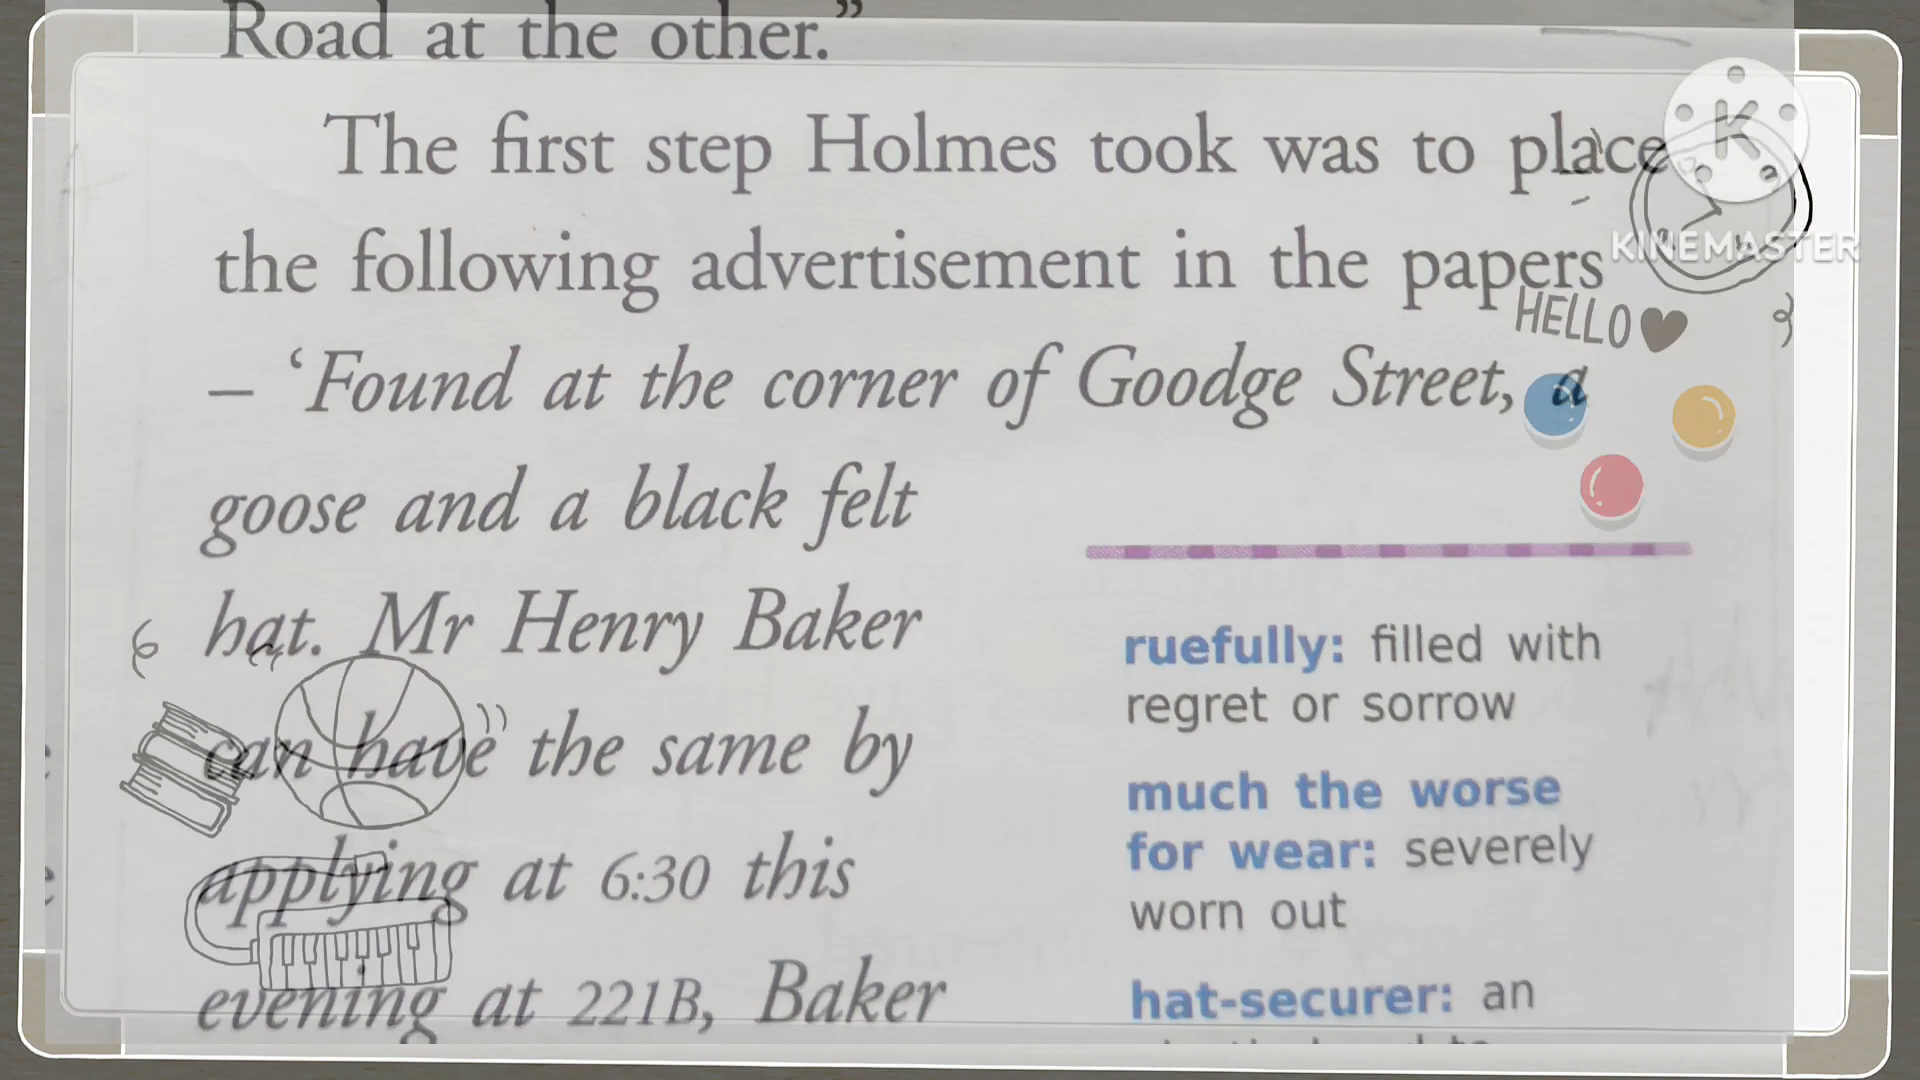 Road at the other.”
The first step Holmes took was to place
the following advertisement in the papers
– ‘Found at the corner of Goodge Street, a
goose and a black felt
hat. Mr Henry Baker
can have the same by
applying at 6:30 this
evening at 221B, Baker
ruefully: filled with
regret or sorrow
much the worse
for wear: severely
worn out
hat-securer: an
HELLO
K
KINEMASTER